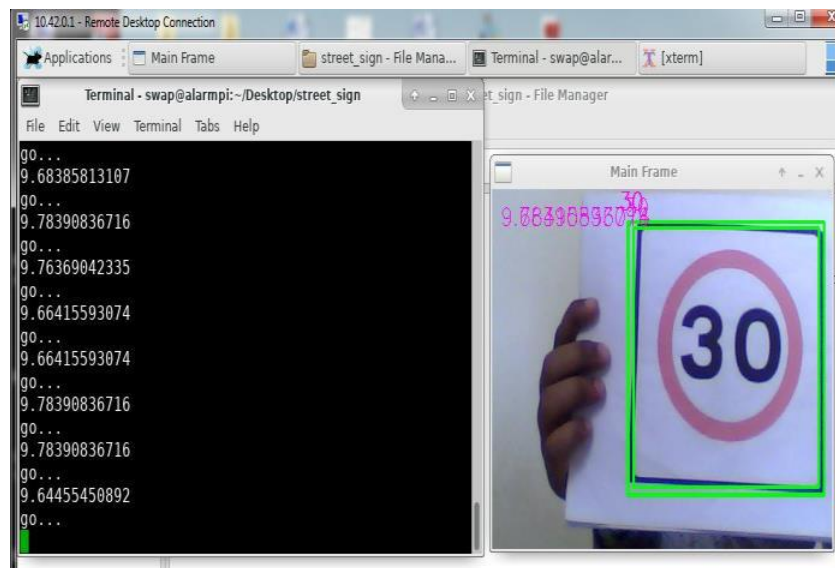 10.42.0.1 - Remote Desktop Connection
Applications Main Frame street_sign - File Mana... Terminal - swap@alar... [xterm]
Terminal - swap@alarmpi:~/Desktop/street_sign
et_sign - File Manager
File Edit View Terminal Tabs Help
go...
9.68385813107
go...
9.78390836716
go...
9.76369042335
go...
9.66415593074
go...
9.66415593074
go...
9.78390836716
go...
9.78390836716
go...
9.64455450892
go...
Main Frame
30
30